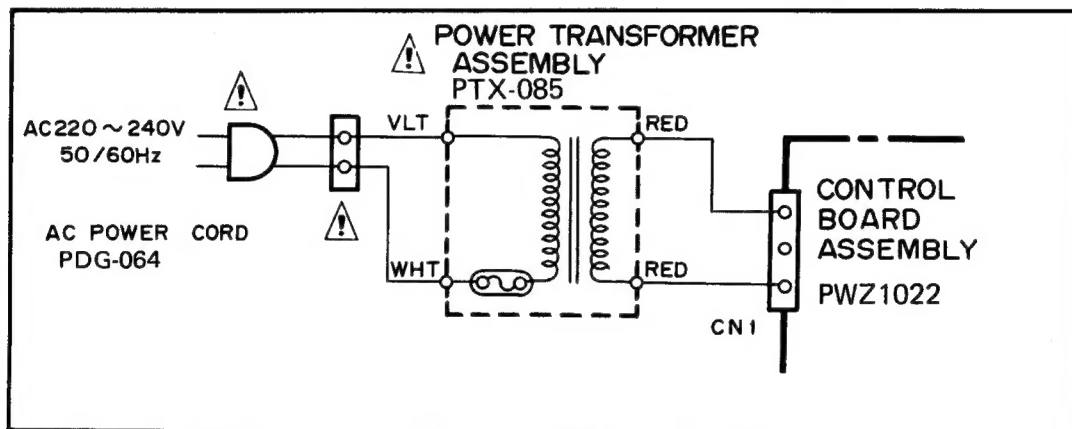 POWER TRANSFORMER
ASSEMBLY
PTX-085
AC220～240V
50/60Hz
AC POWER CORD
PDG-064
VLT
WHT
RED
RED
CONTROL
BOARD
ASSEMBLY
PWZ1022
CN1